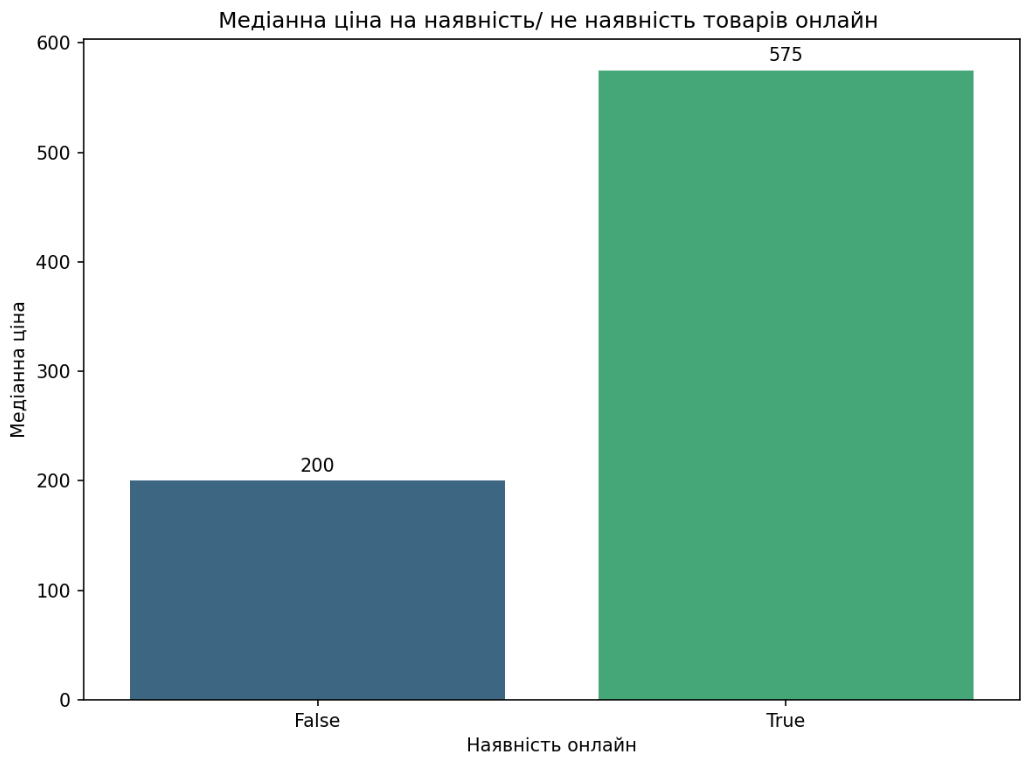 Медіанна ціна на наявність/ не наявність товарів онлайн
600
500
400
300
200
100
0
Медіанна ціна
200
575
False
True
Наявність онлайн